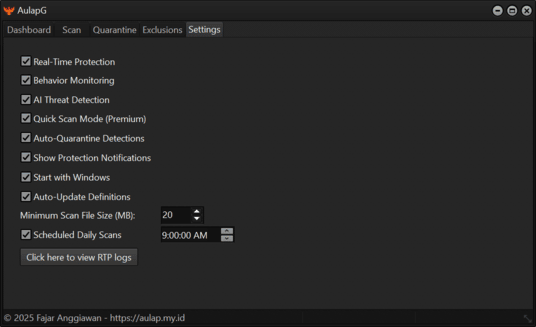 AulapG
Dashboard Scan Quarantine Exclusions Settings
Real-Time Protection
Behavior Monitoring
AI Threat Detection
Quick Scan Mode (Premium)
Auto-Quarantine Detections
Show Protection Notifications
Start with Windows
Auto-Update Definitions
Minimum Scan File Size (MB): 20
Scheduled Daily Scans 9:00:00 AM
Click here to view RTP logs
© 2025 Fajar Anggiawan - https://aulap.my.id